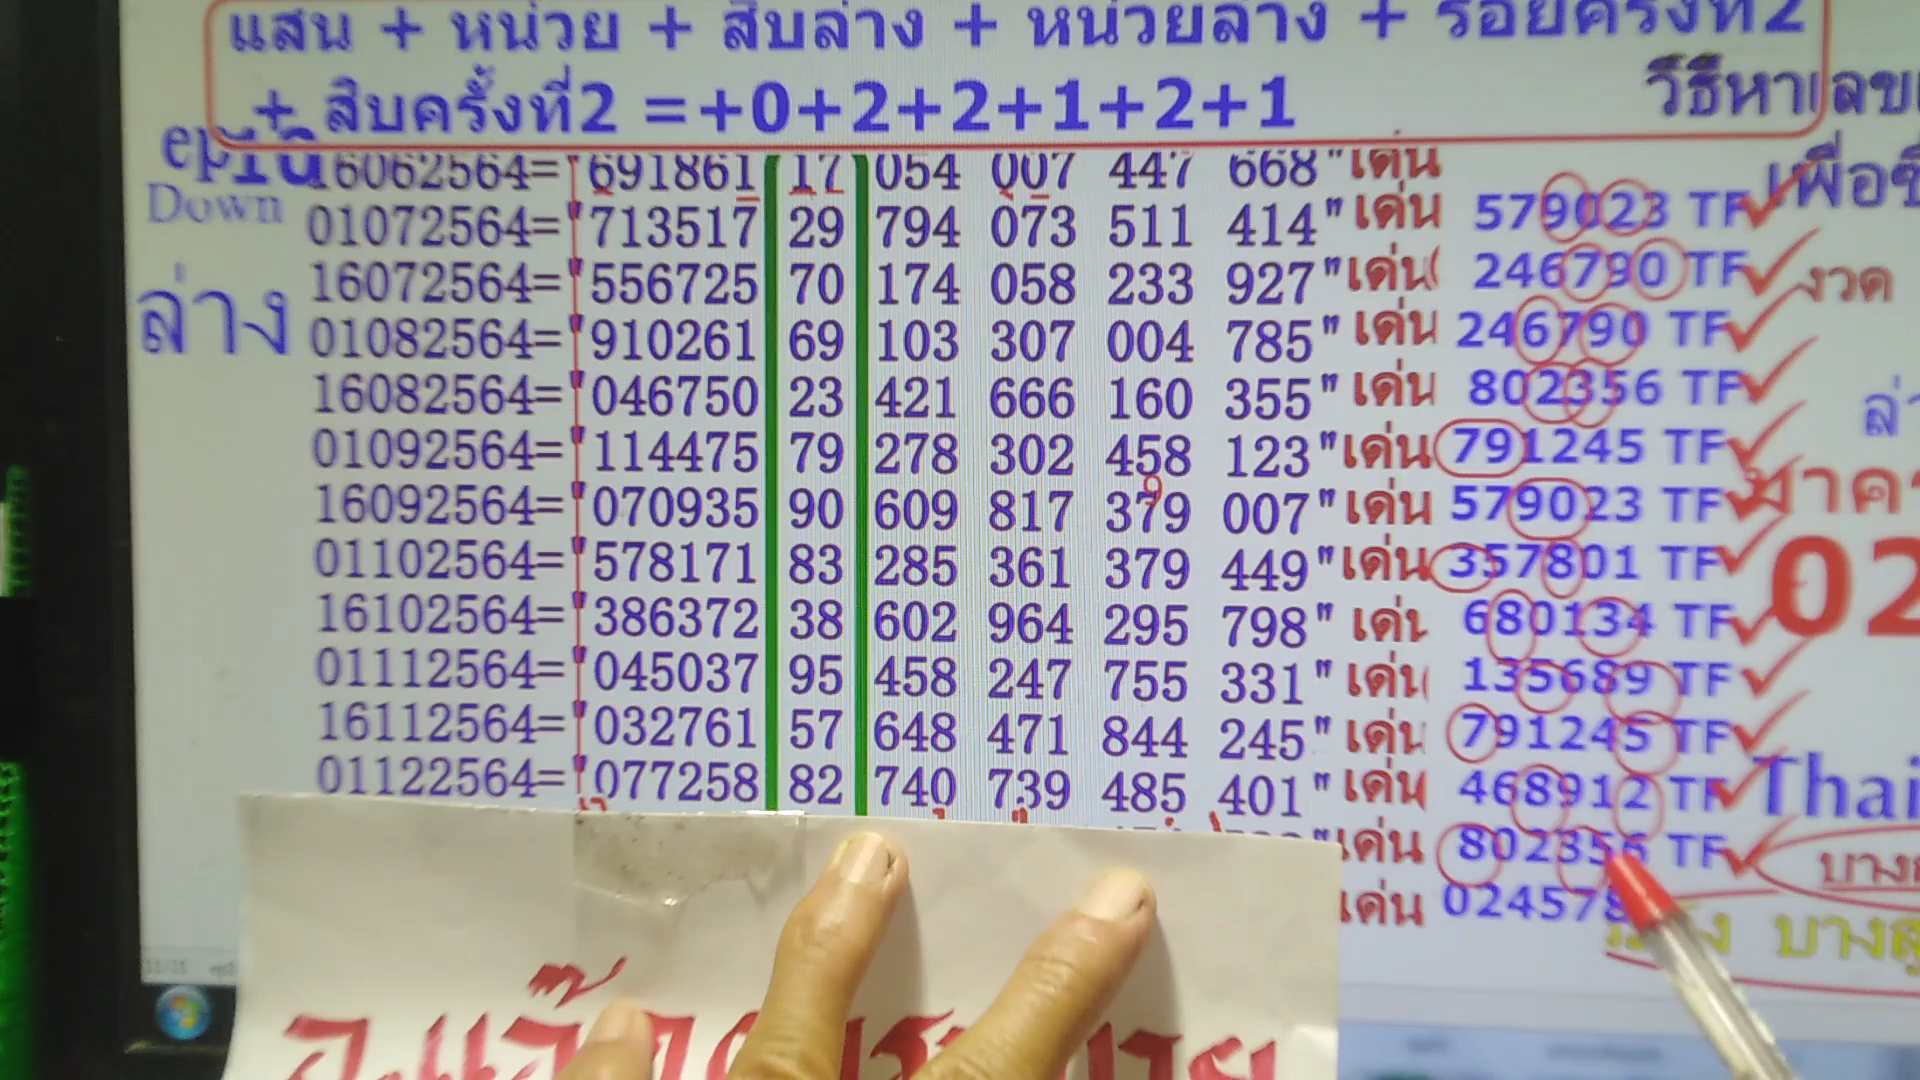 แสน + หน่วย + สิบล่าง + หน่วยล่าง + ร้อยครั้งที่2
+ สิบครั้งที่2 =+0+2+2+1+2+1
วิธีหาเลข
เพื่อ
Down
ล่าง
16062564="691861 17 054 007 447 668"เด่น
01072564="713517 29 794 073 511 414"เด่น 579023 TF
16072564="556725 70 174 058 233 927"เด่น 246790 TF งวด
01082564="910261 69 103 307 004 785"เด่น 246790 TF
16082564="046750 23 421 666 160 355"เด่น 802356 TF
01092564="114475 79 278 302 458 123"เด่น 791245 TF
9
16092564="070935 90 609 817 379 007"เด่น 579023 TF
01102564="578171 83 285 361 379 449"เด่น 357801 TF
02
16102564="386372 38 602 964 295 798"เด่น 680134 TF
01112564="045037 95 458 247 755 331"เด่น 135689 TF
16112564="032761 57 648 471 844 245"เด่น 791245 TF
01122564="077258 82 740 739 485 401"เด่น 468912 TF
Thai
"เด่น 802356 TF
เด่น 024578